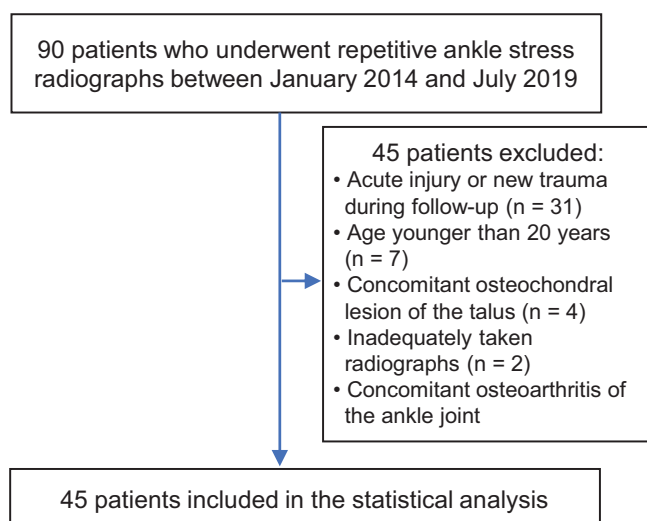 90 patients who underwent repetitive ankle stress
radiographs between January 2014 and July 2019
45 patients excluded:
• Acute injury or new trauma
during follow-up (n = 31)
• Age younger than 20 years
(n = 7)
• Concomitant osteochondral
lesion of the talus (n = 4)
• Inadequately taken
radiographs (n = 2)
• Concomitant osteoarthritis of
the ankle joint
45 patients included in the statistical analysis